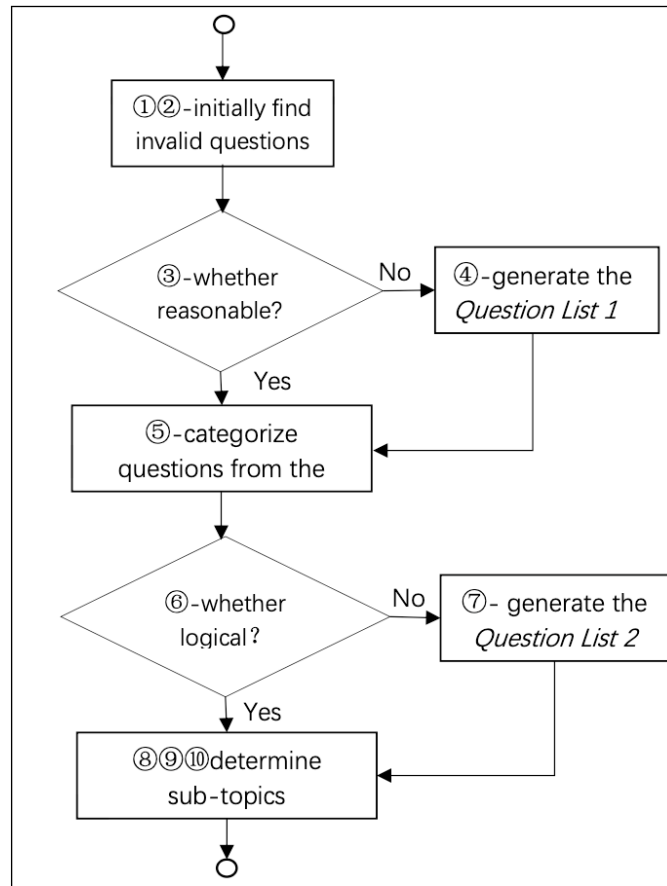 ①②-initially find
invalid questions
③-whether
reasonable?
No
④-generate the
Question List 1
Yes
⑤-categorize
questions from the
⑥-whether
logical？
No
⑦- generate the
Question List 2
Yes
⑧⑨⑩determine
sub-topics